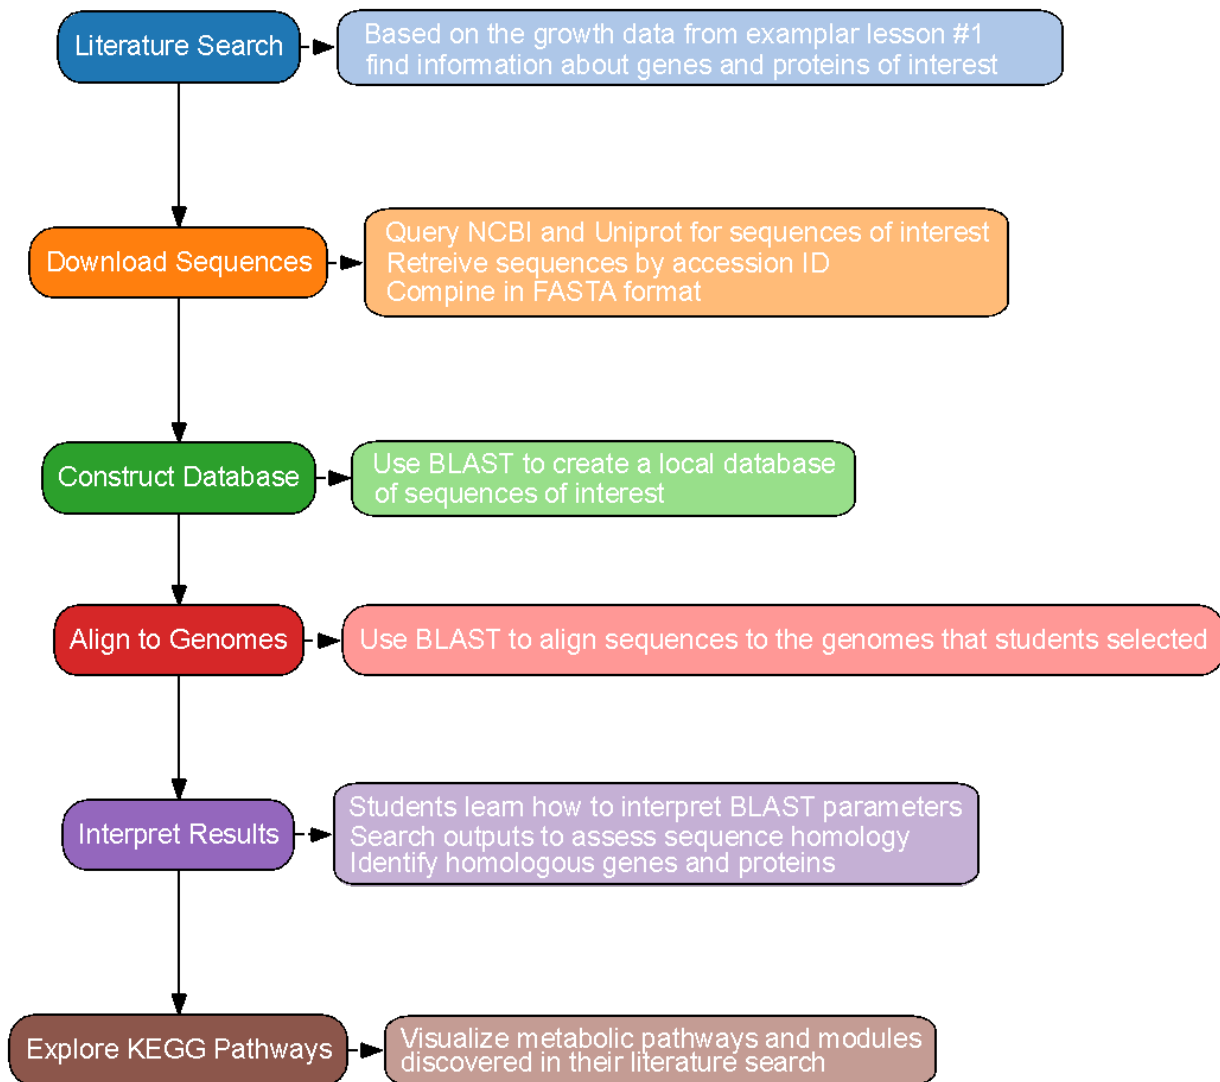 Literature Search
Based on the growth data from examplar lesson #1
find information about genes and proteins of interest
Download Sequences
Query NCBI and Uniprot for sequences of interest
Retreive sequences by accession ID
Compine in FASTA format
Construct Database
Use BLAST to create a local database
of sequences of interest
Align to Genomes
Use BLAST to align sequences to the genomes that students selected
Interpret Results
Students learn how to interpret BLAST parameters
Search outputs to assess sequence homology
Identify homologous genes and proteins
Explore KEGG Pathways
Visualize metabolic pathways and modules
discovered in their literature search